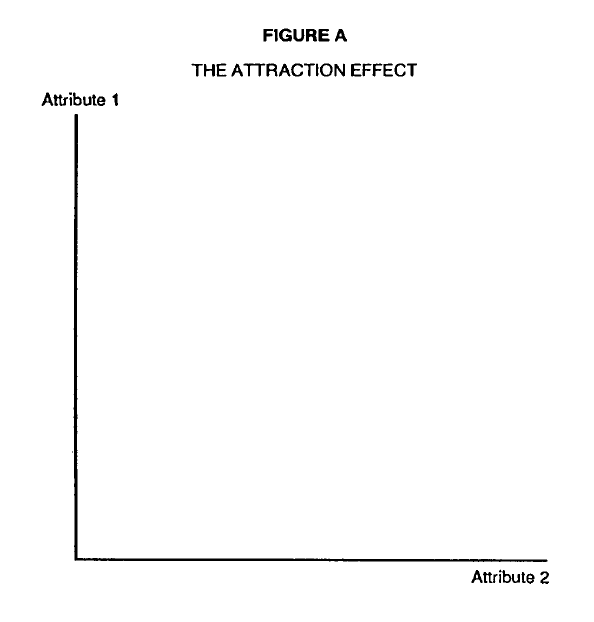 FIGURE A
THE ATTRACTION EFFECT
Attribute 1
Attribute 2